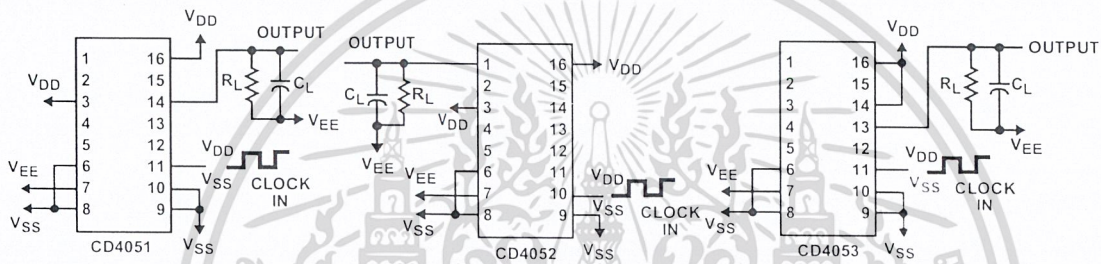 VDD
OUTPUT
1 16
2 15
VDD 3 14
4 13
5 12
6 11
VEE 7 10
VSS 8 9
RL CL
VEE
VDD
VSS
CLOCK
IN
VSS
CD4051
OUTPUT
CL RL
VEE
1 16 VDD
2 15
VDD 3 14
4 13
5 12
6 11
VEE 7 10
VSS 8 9
VDD
VSS
CLOCK
IN
VSS
CD4052
VDD
1 16
2 15
3 14
4 13
5 12
6 11
VEE 7 10
VSS 8 9
OUTPUT
RL CL
VEE
VDD
VSS
CLOCK
IN
VSS
CD4053